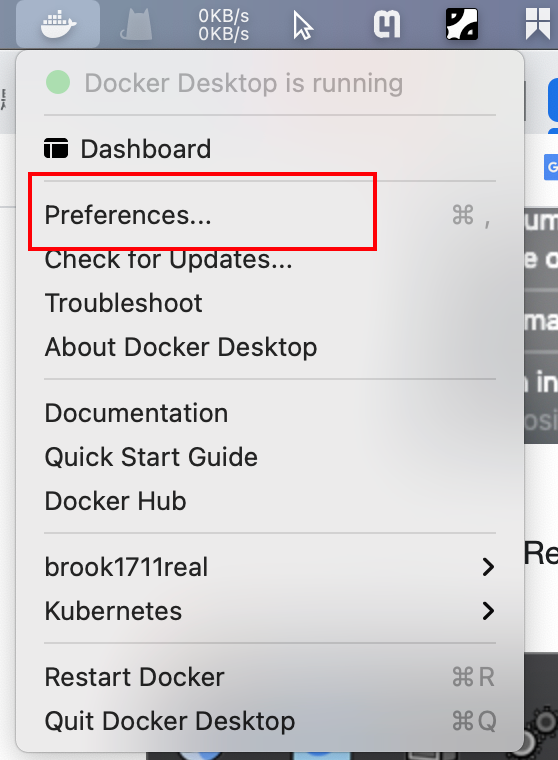 0KB/s
0KB/s
Docker Desktop is running
Dashboard
Preferences... ⌘ ,
Check for Updates...
Troubleshoot
About Docker Desktop
Documentation
Quick Start Guide
Docker Hub
brook1711real
Kubernetes
Restart Docker ⌘R
Quit Docker Desktop ⌘Q
Re